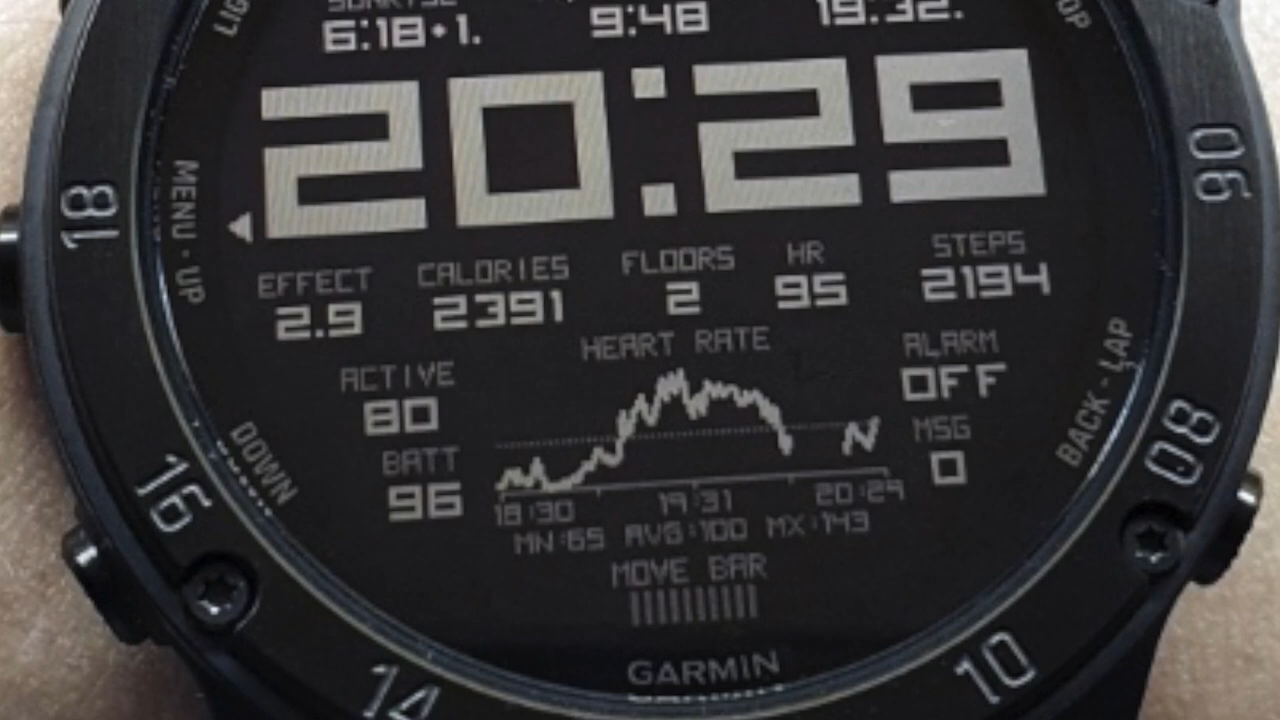 6:18+1. 9:48 19:32.
20:29
EFFECT CALORIES FLOORS HR STEPS
2.9 2391 2 95 2194
HEART RATE
ACTIVE ALARM
80 OFF
BATT MSG
96 0
18:30 19:31 20:29
MN:69 AVG:100 MX:143
MOVE BAR
GARMIN
MENU · UP
DOWN
BACK · LAP
18
16
14
10
08
06